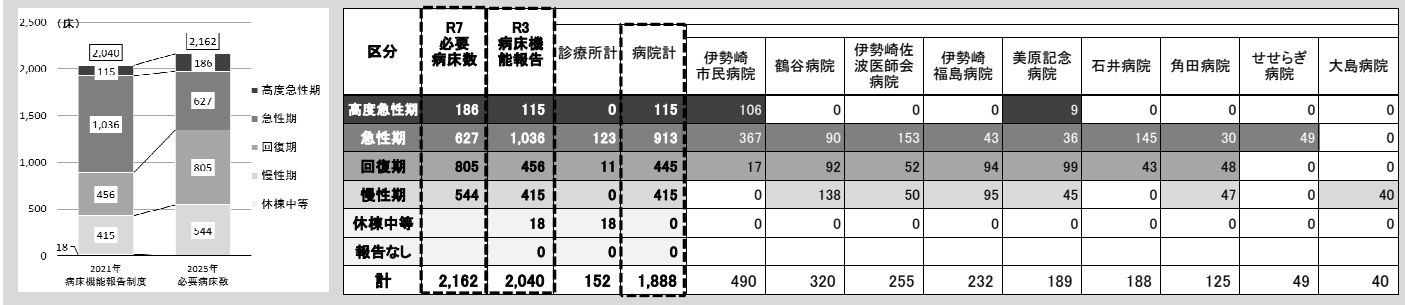 2,500 （床）
2,040
2,162
115
186
2,000
1,036
627
高度急性期
急性期
回復期
慢性期
休棟中等
1,500
1,000
456
805
500
415
544
18
0
2021年
病床機能報告制度
2025年
必要病床数
区分 R7 必要病床数 R3 病床機能報告 診療所計 病院計 伊勢崎市民病院 鶴谷病院 伊勢崎佐波医師会病院 伊勢崎福島病院 美原記念病院 石井病院 角田病院 せせらぎ病院 大島病院
高度急性期 186 115 0 115 106 0 0 0 9 0 0 0 0
急性期 627 1,036 123 913 367 90 153 43 36 145 30 49 0
回復期 805 456 11 445 17 92 52 94 99 43 48 0 0
慢性期 544 415 0 415 0 138 50 95 45 0 47 0 40
休棟中等 18 18 0 0 0 0 0 0 0 0 0 0
報告なし 0 0 0
計 2,162 2,040 152 1,888 490 320 255 232 189 188 125 49 40